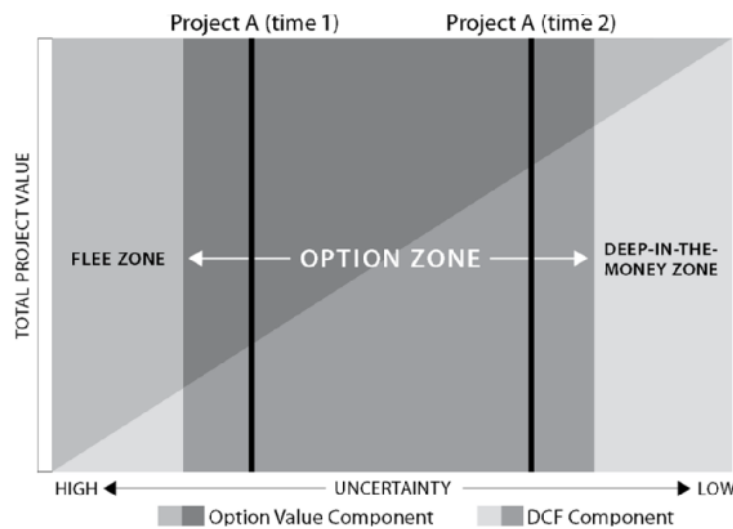 Project A (time 1)
Project A (time 2)
TOTAL PROJECT VALUE
FLEE ZONE
OPTION ZONE
DEEP-IN-THE-
MONEY ZONE
HIGH
UNCERTAINTY
LOW
Option Value Component
DCF Component